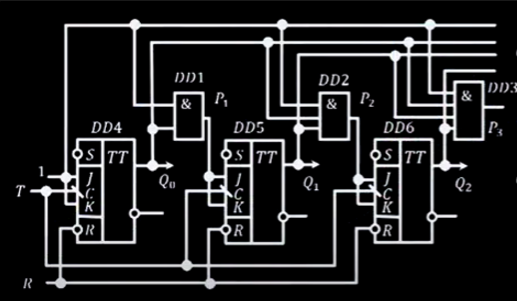 DD1
DD2
DD3
&
P₁
&
P₂
&
P₃
DD4
DD5
DD6
S
TT
S
TT
S
TT
1
J
Q₀
J
Q₁
J
Q₂
T
C
C
C
K
K
K
R
R
R
R